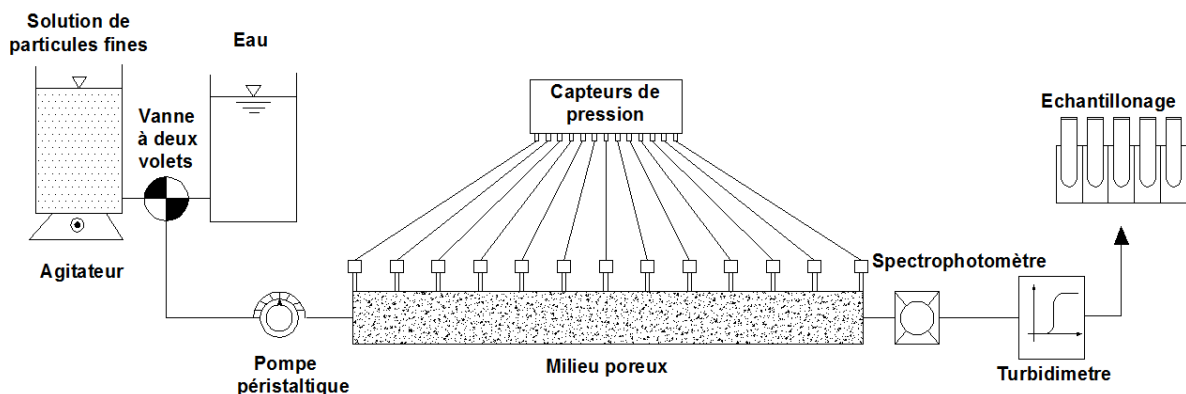 Solution de
particules fines
Eau
Vanne
à deux
volets
Agitateur
Pompe
péristaltique
Capteurs de
pression
Milieu poreux
Spectrophotomètre
Turbidimetre
Echantillonage